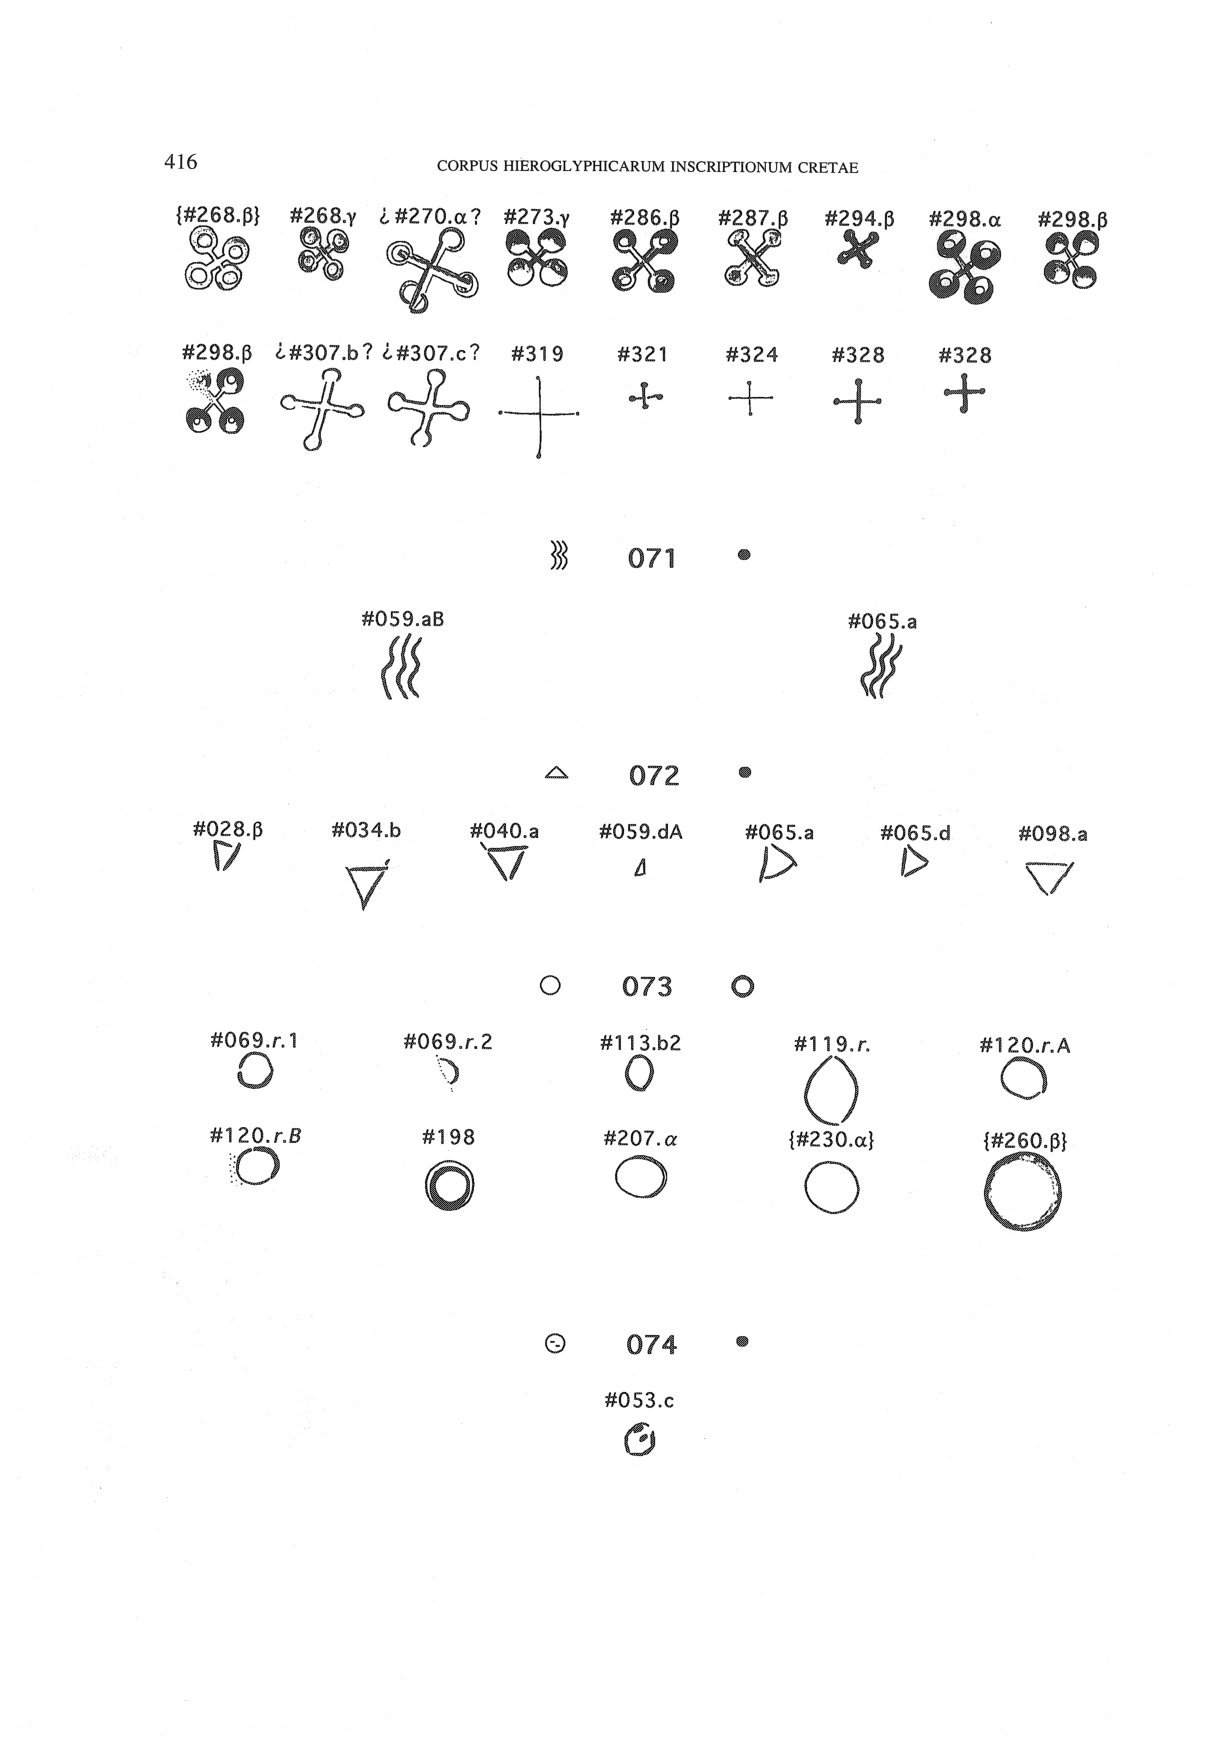 416 CORPUS HIEROGLYPHICARUM INSCRIPTIONUM CRETAE
{#268.β} #268.γ ¿#270.α? #273.γ #286.β #287.β #294.β #298.α #298.β
#298.β ¿#307.b? ¿#307.c? #319 #321 #324 #328 #328
071
#059.aB #065.a
072
#028.β #034.b #040.a #059.dA #065.a #065.d #098.a
073
#069.r.1 #069.r.2 #113.b2 #119.r. #120.r.A
#120.r.B #198 #207.α {#230.α} {#260.β}
074
#053.c